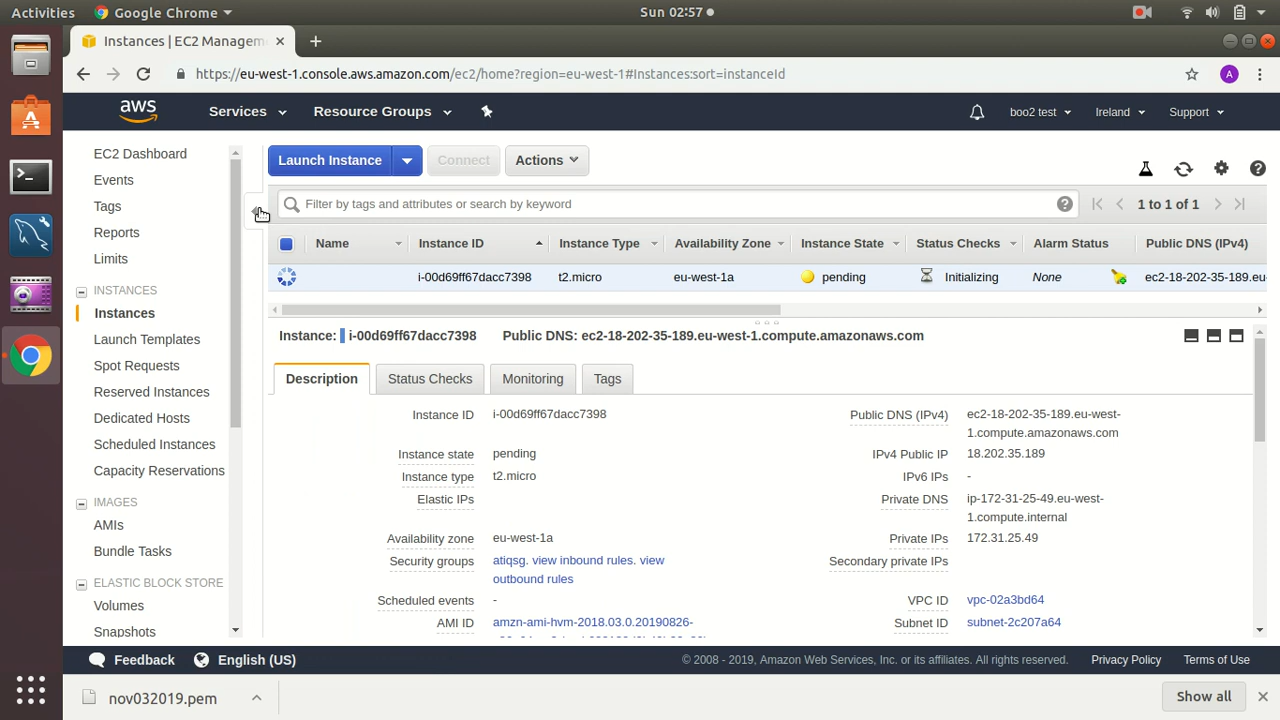 Activities
Google Chrome
Sun 02:57
Instances | EC2 Managem
https://eu-west-1.console.aws.amazon.com/ec2/home?region=eu-west-1#Instances:sort=instanceId
A
aws
Services
Resource Groups
boo2 test
Ireland
Support
EC2 Dashboard
Events
Tags
Reports
Limits
INSTANCES
Instances
Launch Templates
Spot Requests
Reserved Instances
Dedicated Hosts
Scheduled Instances
Capacity Reservations
IMAGES
AMIs
Bundle Tasks
ELASTIC BLOCK STORE
Volumes
Snapshots
Launch Instance
Connect
Actions
Filter by tags and attributes or search by keyword
1 to 1 of 1
Name Instance ID Instance Type Availability Zone Instance State Status Checks Alarm Status Public DNS (IPv4)
i-00d69ff67dacc7398 t2.micro eu-west-1a pending Initializing None ec2-18-202-35-189.eu-
Instance: i-00d69ff67dacc7398 Public DNS: ec2-18-202-35-189.eu-west-1.compute.amazonaws.com
Description
Status Checks
Monitoring
Tags
Instance ID i-00d69ff67dacc7398
Instance state pending
Instance type t2.micro
Elastic IPs
Availability zone eu-west-1a
Security groups atiqsg. view inbound rules. view
outbound rules
Scheduled events -
AMI ID amzn-ami-hvm-2018.03.0.20190826-
Public DNS (IPv4) ec2-18-202-35-189.eu-west-
1.compute.amazonaws.com
IPv4 Public IP 18.202.35.189
IPv6 IPs -
Private DNS ip-172-31-25-49.eu-west-
1.compute.internal
Private IPs 172.31.25.49
Secondary private IPs
VPC ID vpc-02a3bd64
Subnet ID subnet-2c207a64
Feedback
English (US)
© 2008 - 2019, Amazon Web Services, Inc. or its affiliates. All rights reserved.
Privacy Policy
Terms of Use
nov032019.pem
Show all